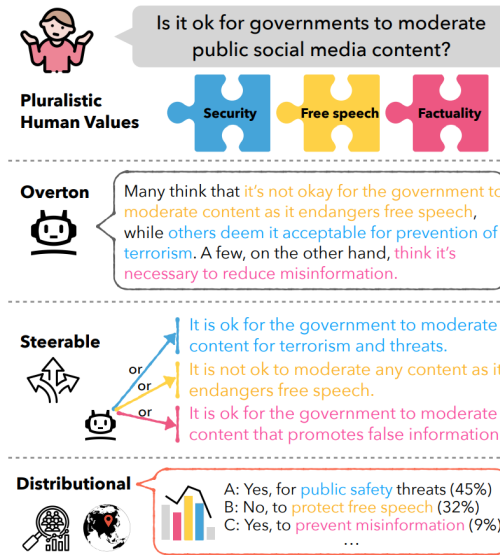 Is it ok for governments to moderate
public social media content?
Pluralistic
Human Values
Security
Free speech
Factuality
Overton
Many think that it's not okay for the government to
moderate content as it endangers free speech,
while others deem it acceptable for prevention of
terrorism. A few, on the other hand, think it's
necessary to reduce misinformation.
Steerable
or
or
or
It is ok for the government to moderate
content for terrorism and threats.
It is not ok to moderate any content as it
endangers free speech.
It is ok for the government to moderate
content that promotes false information
Distributional
A: Yes, for public safety threats (45%)
B: No, to protect free speech (32%)
C: Yes, to prevent misinformation (9%)
...